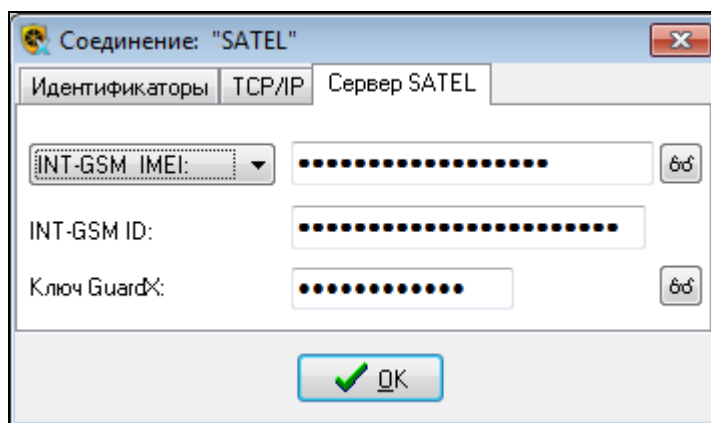 Соединение: "SATEL"
Идентификаторы TCP/IP Сервер SATEL
INT-GSM IMEI: ••••••••••••••••••
INT-GSM ID: •••••••••••••••••••••••
Ключ GuardX: ••••••••••••
OK